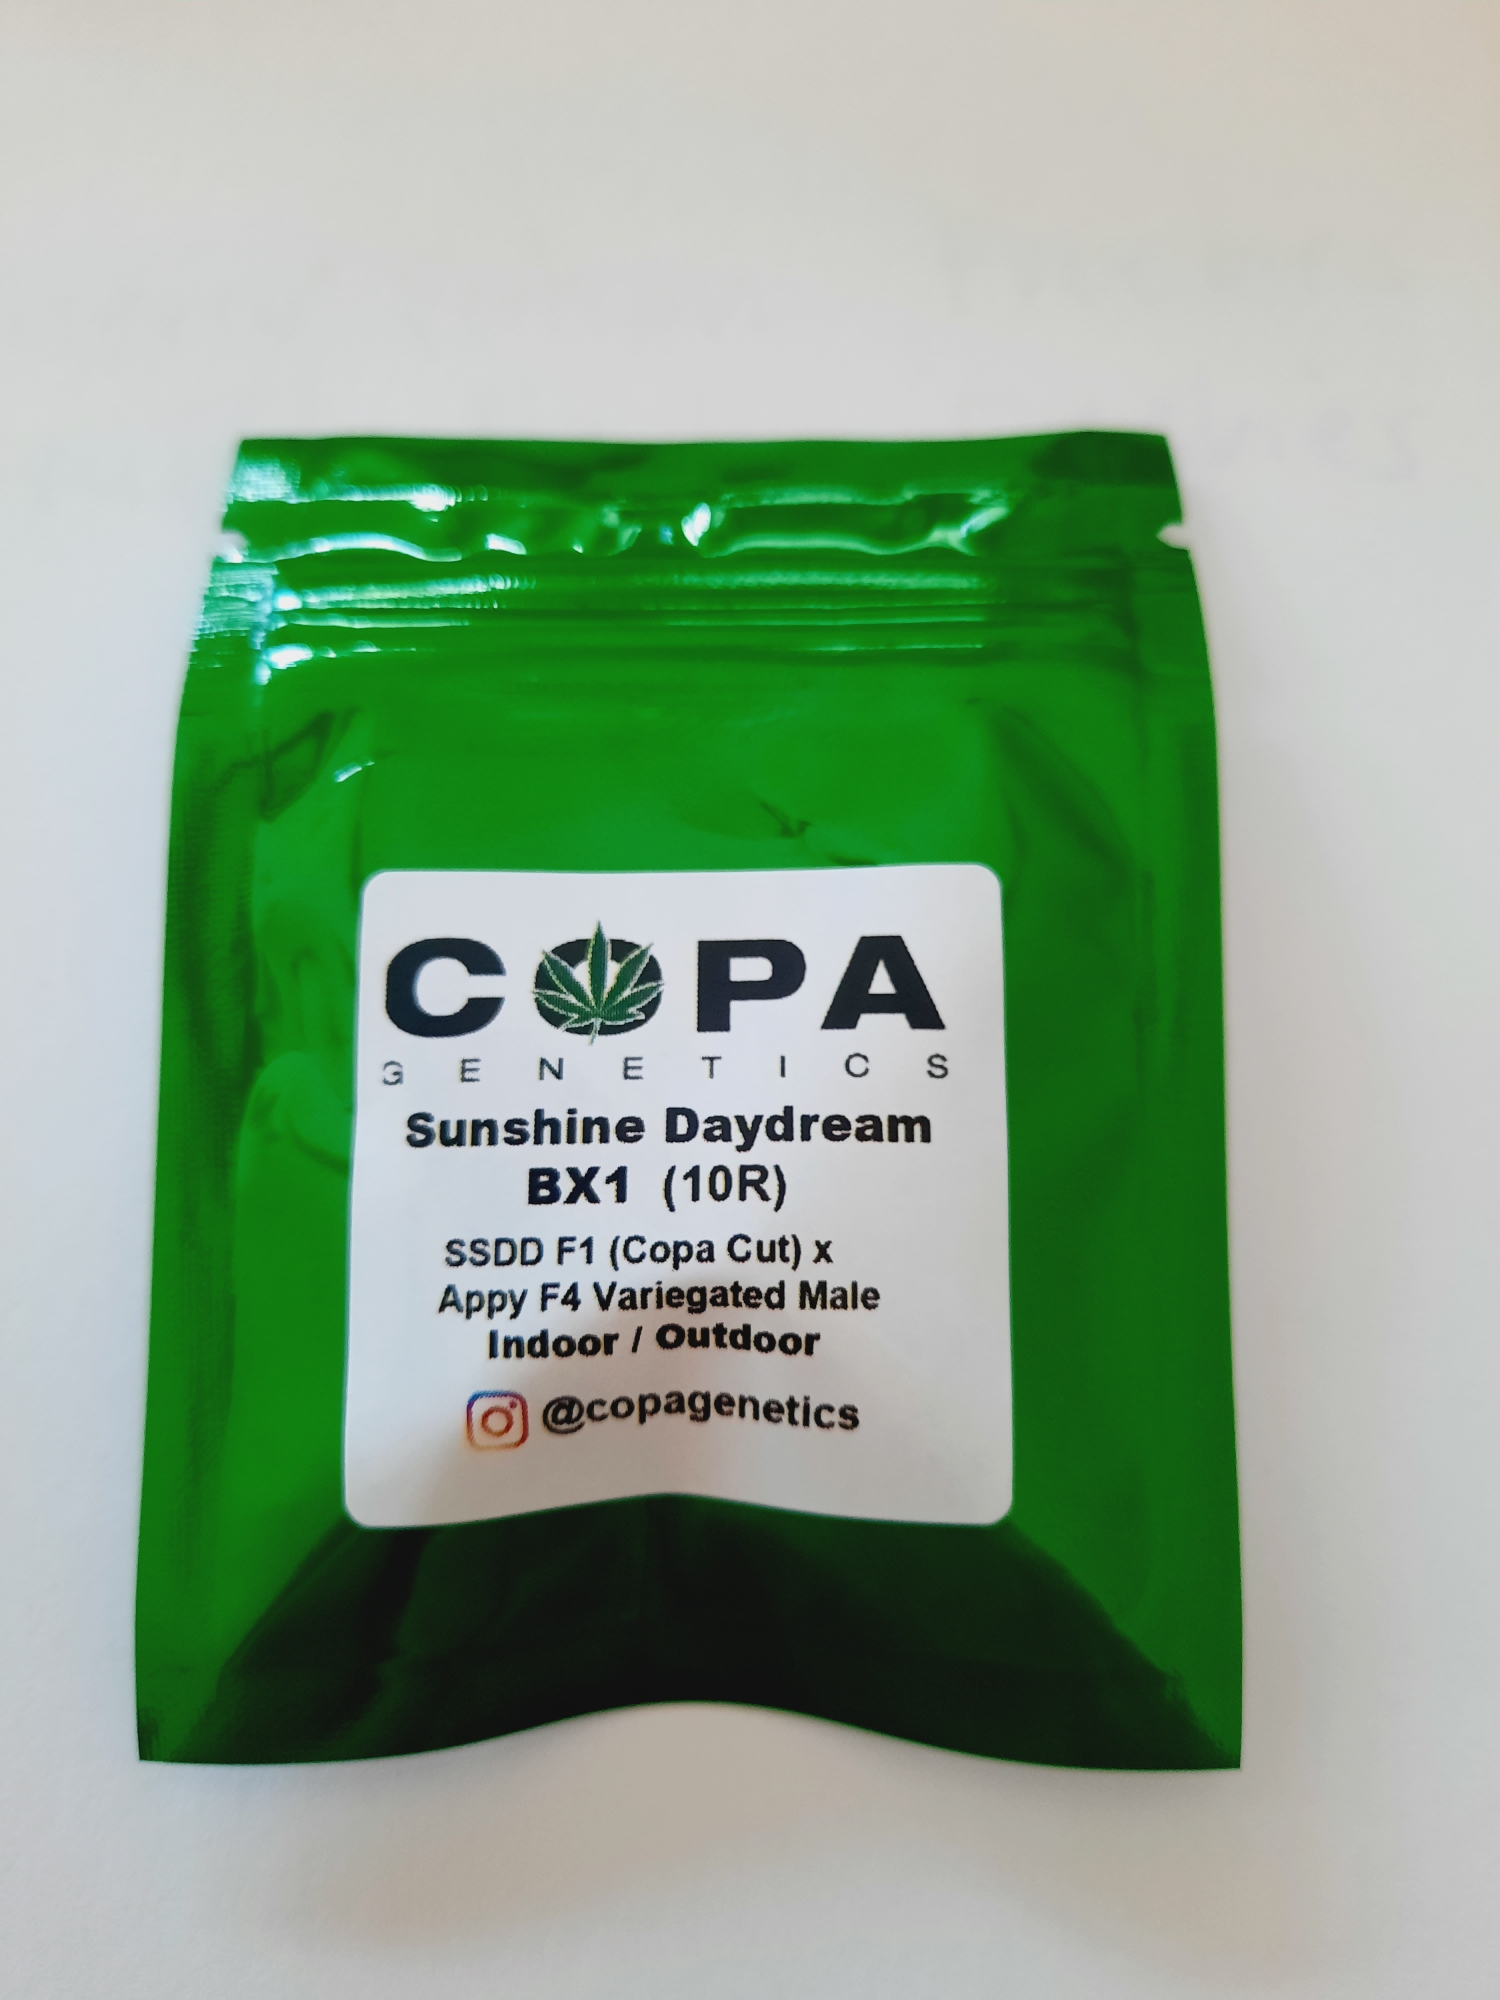 COPA
GENETICS
Sunshine Daydream
BX1 (10R)
SSDD F1 (Copa Cut) x
Appy F4 Variegated Male
Indoor / Outdoor
@copagenetics